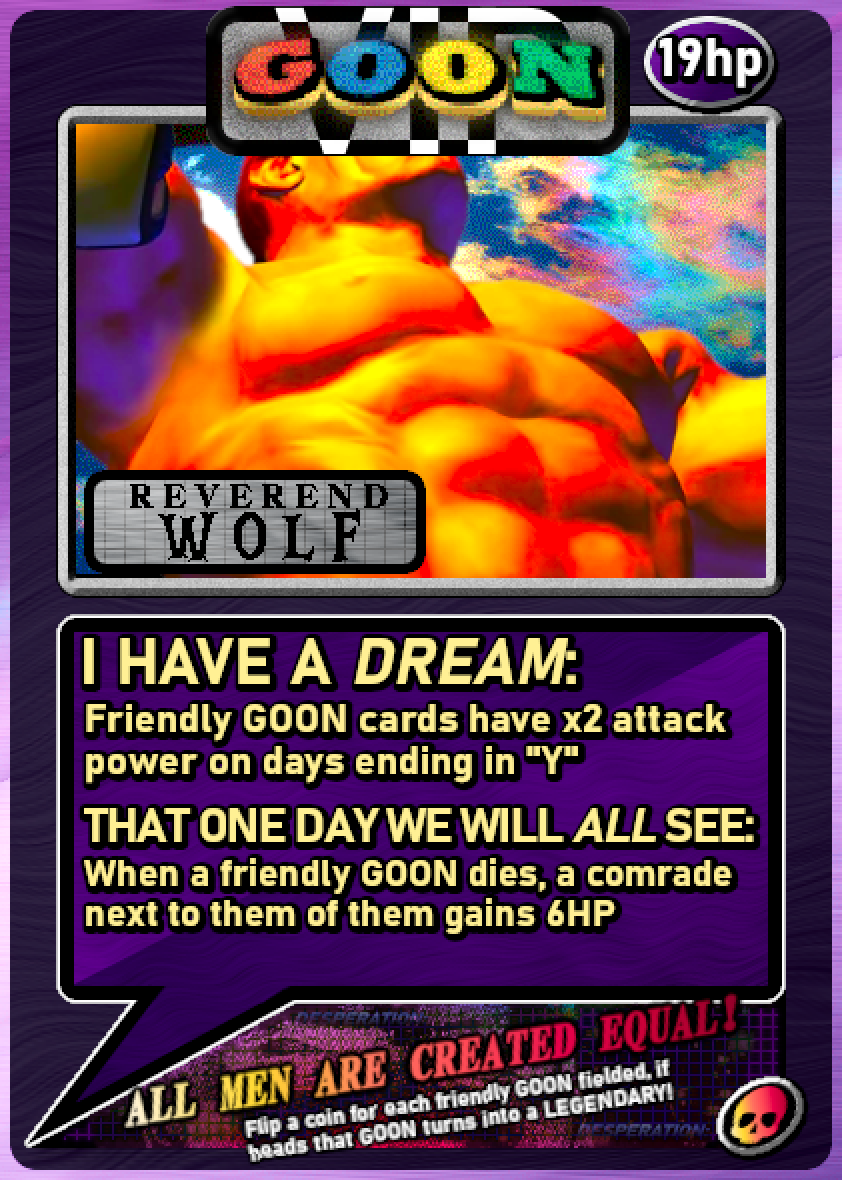 VIP
GOON
19hp
REVEREND
WOLF
I HAVE A DREAM:
Friendly GOON cards have x2 attack
power on days ending in "Y"
THAT ONE DAY WE WILL ALL SEE:
When a friendly GOON dies, a comrade
next to them of them gains 6HP
DESPERATION:
ALL MEN ARE CREATED EQUAL!
Flip a coin for each friendly GOON fielded, if
heads that GOON turns into a LEGENDARY!
DESPERATION: